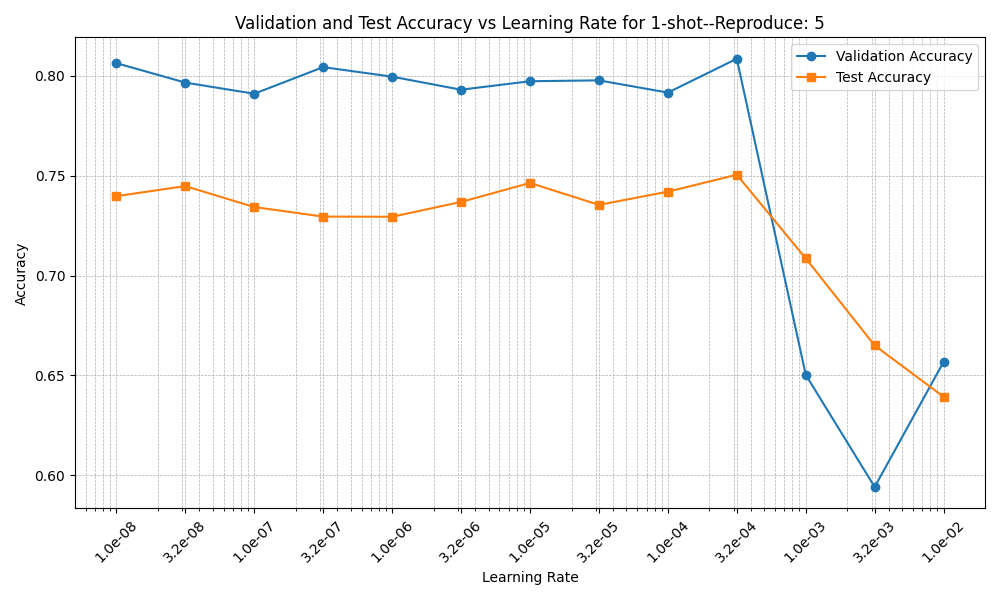 Validation and Test Accuracy vs Learning Rate for 1-shot--Reproduce: 5
Validation Accuracy
Test Accuracy
Accuracy
0.80
0.75
0.70
0.65
0.60
1.0e-08
3.2e-08
1.0e-07
3.2e-07
1.0e-06
3.2e-06
1.0e-05
3.2e-05
1.0e-04
3.2e-04
1.0e-03
3.2e-03
1.0e-02
Learning Rate